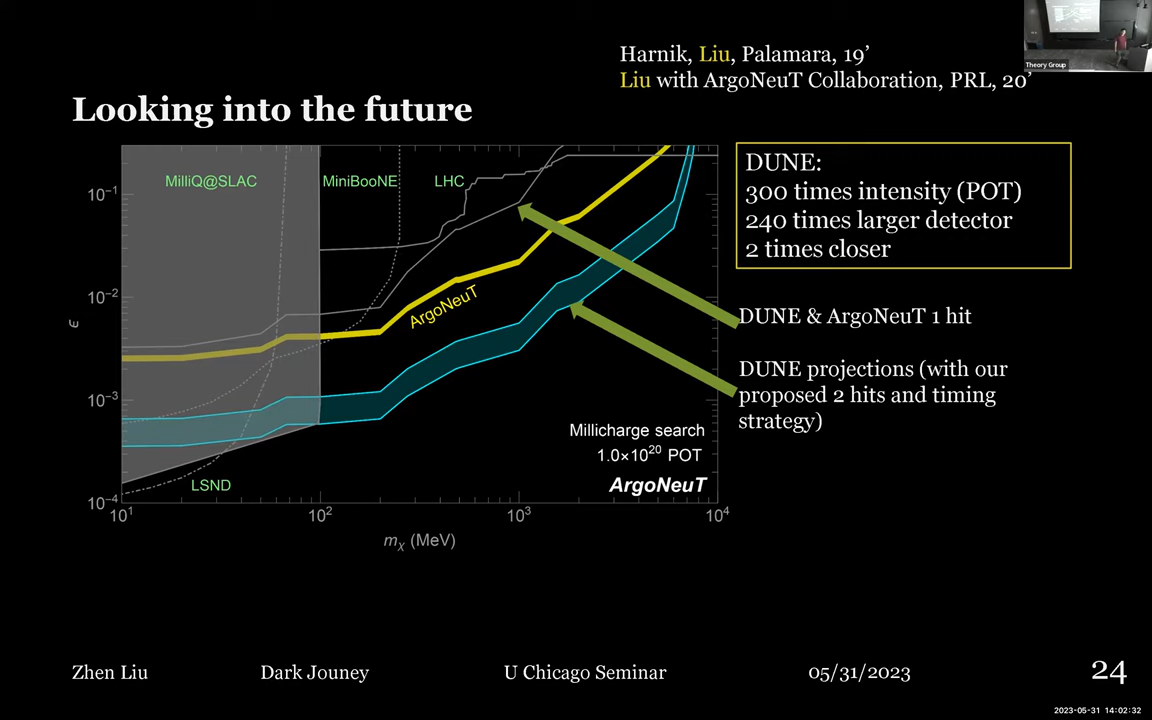 Harnik, Liu, Palamara, 19’
Liu with ArgoNeuT Collaboration, PRL, 20’
Theory Group
Looking into the future
MilliQ@SLAC
MiniBooNE
LHC
ArgoNeuT
LSND
10⁻¹
10⁻²
10⁻³
10⁻⁴
ϵ
10¹
10²
10³
10⁴
mχ (MeV)
Millicharge search
1.0×10²⁰ POT
ArgoNeuT
DUNE:
300 times intensity (POT)
240 times larger detector
2 times closer
DUNE & ArgoNeuT 1 hit
DUNE projections (with our
proposed 2 hits and timing
strategy)
Zhen Liu
Dark Jouney
U Chicago Seminar
05/31/2023
24
2023-05-31 14:02:32